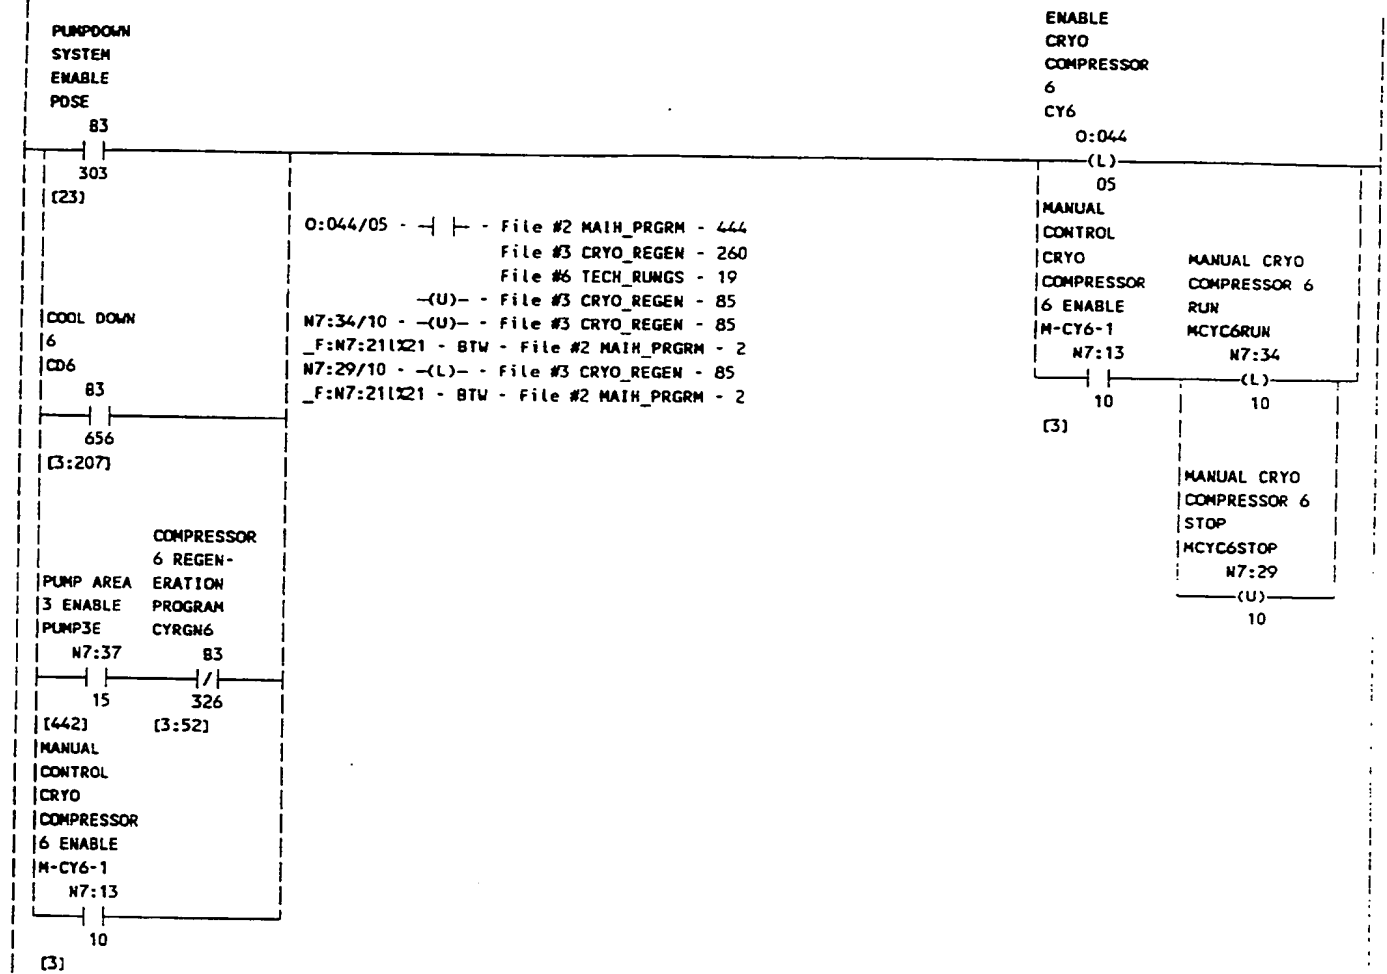 PUMPDOWN
SYSTEM
ENABLE
PDSE
B3
303
[23]
ENABLE
CRYO
COMPRESSOR
6
CY6
O:044
(L)
05
O:044/05 - -| |- - File #2 MAIN_PRGRM - 444
File #3 CRYO_REGEN - 260
File #6 TECH_RUNGS - 19
-(U)- - File #3 CRYO_REGEN - 85
N7:34/10 - -(U)- - File #3 CRYO_REGEN - 85
_F:N7:21[%21 - BTW - File #2 MAIN_PRGRM - 2
N7:29/10 - -(L)- - File #3 CRYO_REGEN - 85
_F:N7:21[%21 - BTW - File #2 MAIN_PRGRM - 2
MANUAL
CONTROL
CRYO
COMPRESSOR
6 ENABLE
M-CY6-1
N7:13
10
[3]
MANUAL CRYO
COMPRESSOR 6
RUN
MCYC6RUN
N7:34
(L)
10
MANUAL CRYO
COMPRESSOR 6
STOP
MCYC6STOP
N7:29
(U)
10
COOL DOWN
6
CD6
B3
656
[3:207]
PUMP AREA
3 ENABLE
PUMP3E
N7:37
15
[442]
COMPRESSOR
6 REGEN-
ERATION
PROGRAM
CYRGN6
B3
326
[3:52]
MANUAL
CONTROL
CRYO
COMPRESSOR
6 ENABLE
M-CY6-1
N7:13
10
[3]